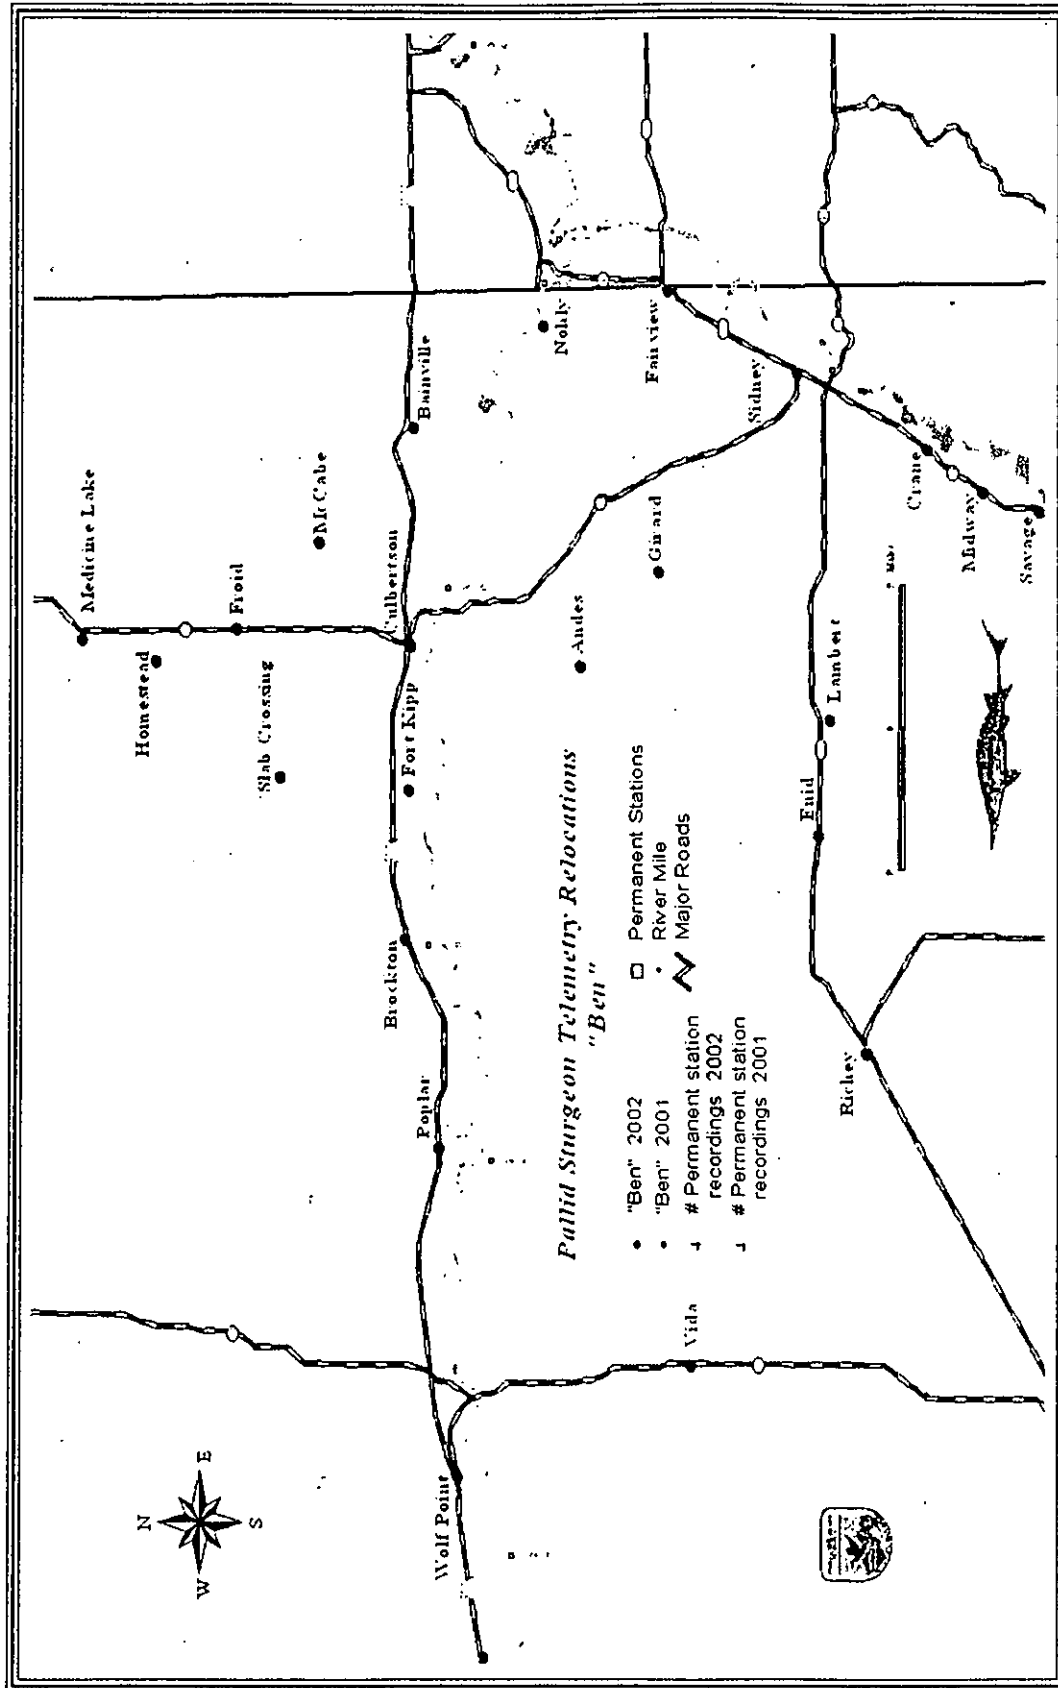 N
W
E
S
Medicine Lake
Homestead
Froid
Slab Crossing
McCabe
Culbertson
Bainville
Fort Kipp
Brockton
Poplar
Wolf Point
Nohly
Fairview
Andes
Girard
Sidney
Vida
Pallid Sturgeon Telemetry Relocations
"Ben"
"Ben" 2002
"Ben" 2001
# Permanent station
recordings 2002
# Permanent station
recordings 2001
Permanent Stations
River Mile
Major Roads
Enid
Lambert
Richey
Crane
Midway
Savage